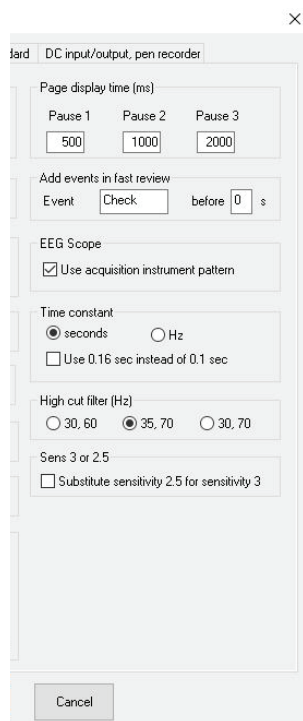 dard DC input/output, pen recorder
Page display time (ms)
Pause 1 Pause 2 Pause 3
500 1000 2000
Add events in fast review
Event Check before 0 s
EEG Scope
Use acquisition instrument pattern
Time constant
seconds Hz
Use 0.16 sec instead of 0.1 sec
High cut filter (Hz)
30, 60 35, 70 30, 70
Sens 3 or 2.5
Substitute sensitivity 2.5 for sensitivity 3
Cancel